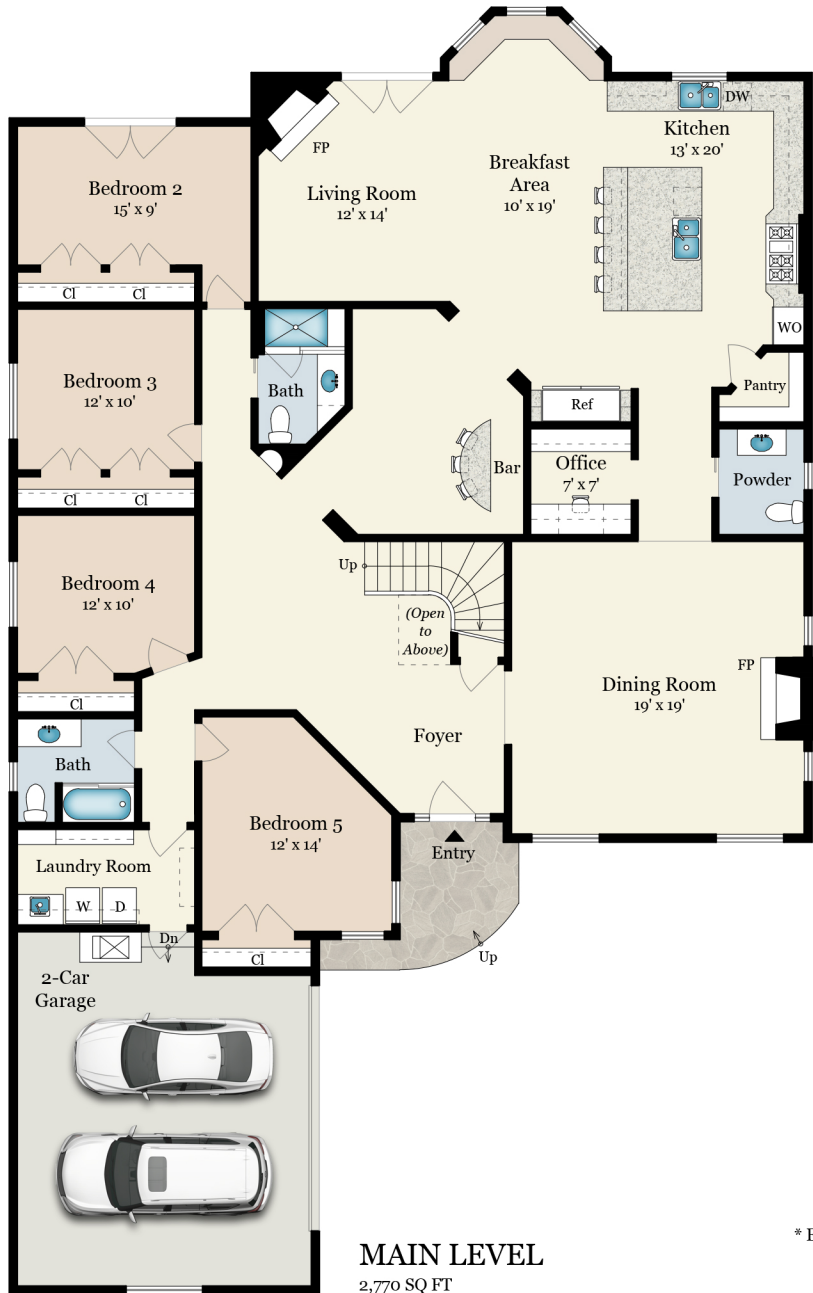 DW
Kitchen
13' x 20'
FP
Bedroom 2
15' x 9'
Living Room
12' x 14'
Breakfast
Area
10' x 19'
Cl
Cl
WO
Bedroom 3
12' x 10'
Bath
Pantry
Ref
Cl
Cl
Bar
Office
7' x 7'
Powder
Bedroom 4
12' x 10'
Up
(Open
to
Above)
Cl
FP
Dining Room
19' x 19'
Foyer
Bath
Bedroom 5
12' x 14'
Entry
Laundry Room
W
D
Dn
Cl
Up
2-Car
Garage
MAIN LEVEL
2,770 SQ FT
*